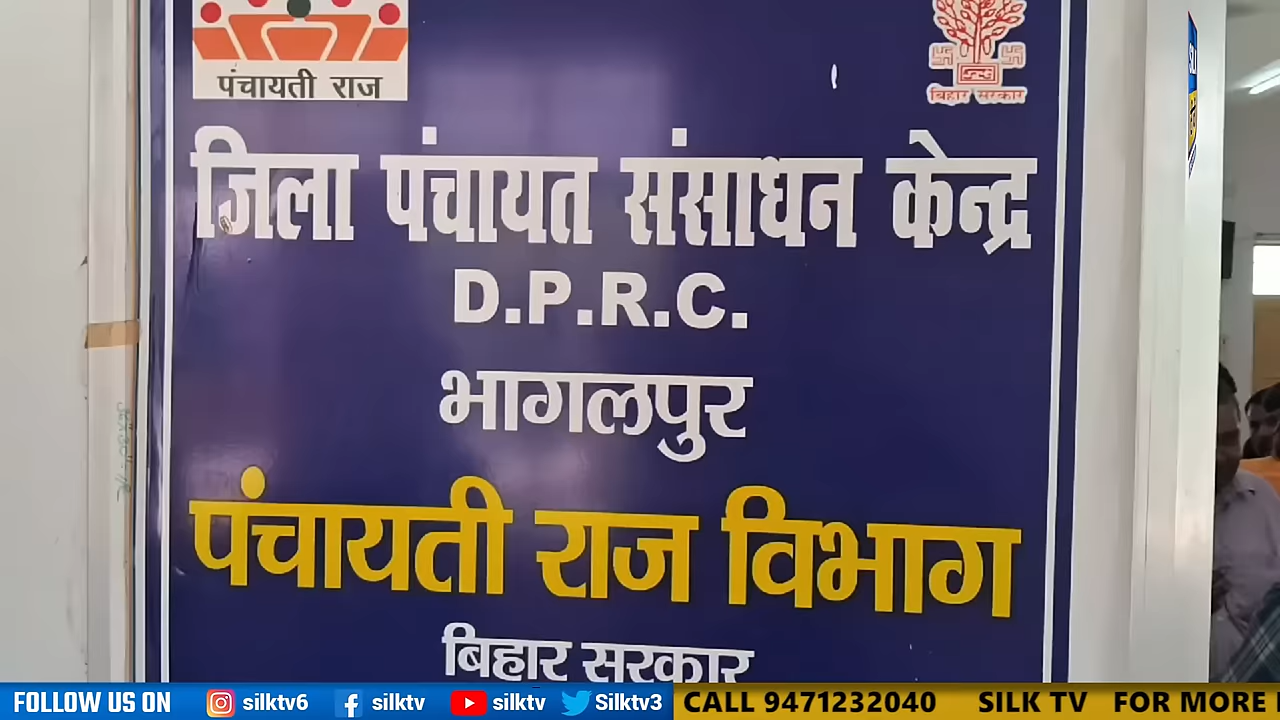 पंचायती राज
बिहार सरकार
जिला पंचायत संसाधन केन्द्र
D.P.R.C.
भागलपुर
पंचायती राज विभाग
बिहार सरकार
FOLLOW US ON silktv6 silktv silktv Silktv3 CALL 9471232040 SILK TV FOR MORE